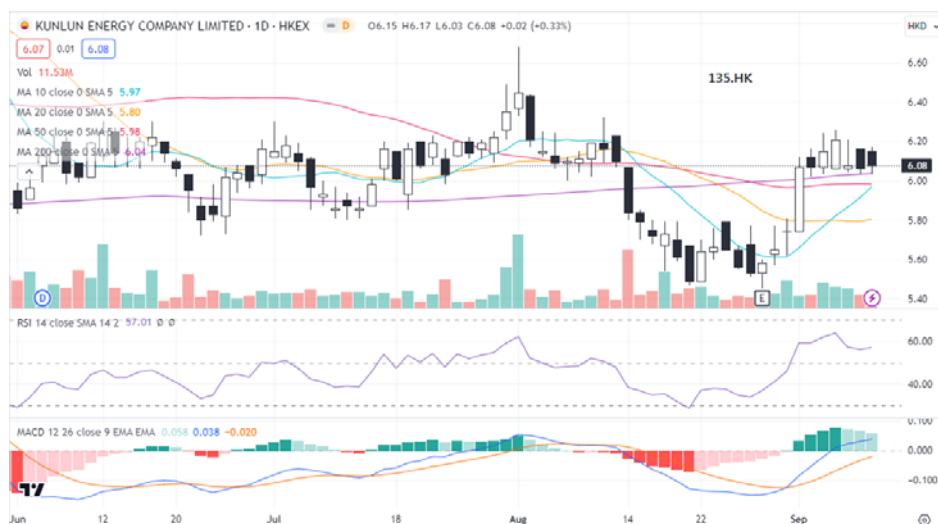 KUNLUN ENERGY COMPANY LIMITED · 1D · HKEX D O6.15 H6.17 L6.03 C6.08 +0.02 (+0.33%) HKD
6.07 0.01 6.08
Vol 11.53M
135.HK
MA 10 close 0 SMA 5 5.97
MA 20 close 0 SMA 5 5.80
MA 50 close 0 SMA 5 5.98
MA 200 close 0 SMA 5 6.04
6.60
6.40
6.20
6.08
6.00
5.80
5.60
5.40
D
E
RSI 14 close SMA 14 2 57.01 Ø Ø
60.00
40.00
MACD 12 26 close 9 EMA EMA 0.058 0.038 −0.020
0.100
0.000
−0.100
Jun 12 20 Jul 18 Aug 14 22 Sep